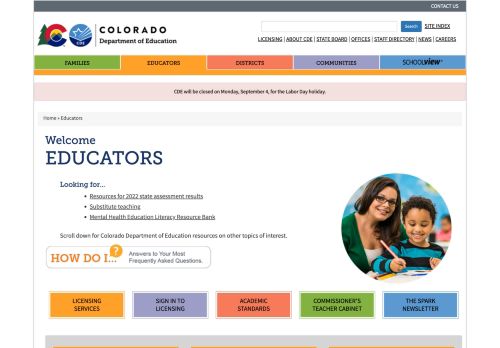 CONTACT US
COLORADO
Department of Education
CDE
Search
SITE INDEX
LICENSING | ABOUT CDE | STATE BOARD | OFFICES | STAFF DIRECTORY | NEWS | CAREERS
FAMILIES
EDUCATORS
DISTRICTS
COMMUNITIES
SCHOOLVIEW
CDE will be closed on Monday, September 4, for the Labor Day holiday.
Home > Educators
Welcome
EDUCATORS
Looking for...
Resources for 2022 state assessment results
Substitute teaching
Mental Health Education Literacy Resource Bank
Scroll down for Colorado Department of Education resources on other topics of interest.
HOW DO I...?
Answers to Your Most
Frequently Asked Questions.
LICENSING
SERVICES
SIGN IN TO
LICENSING
ACADEMIC
STANDARDS
COMMISSIONER'S
TEACHER CABINET
THE SPARK
NEWSLETTER